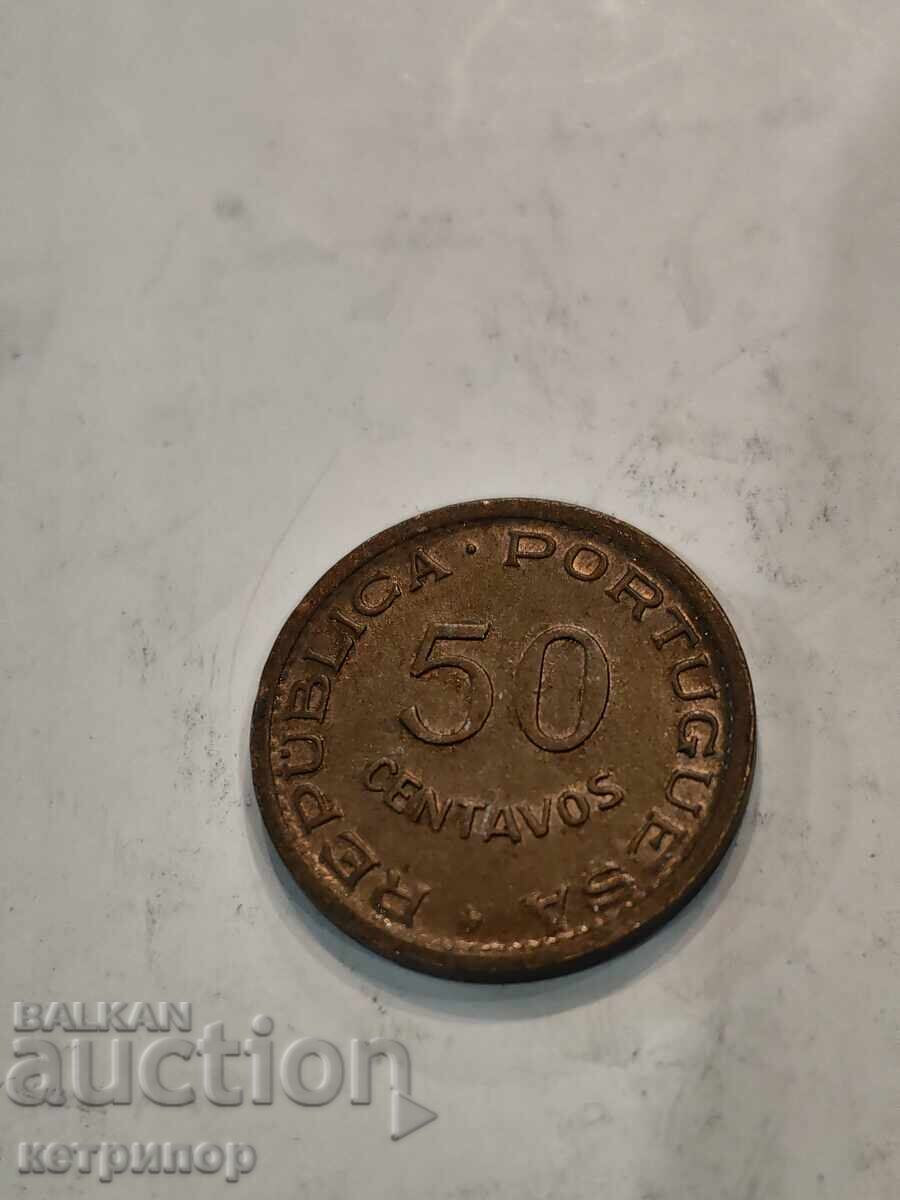 REPÚBLICA · PORTUGUESA ·
50
CENTAVOS
BALKAN
auction
кетрипор